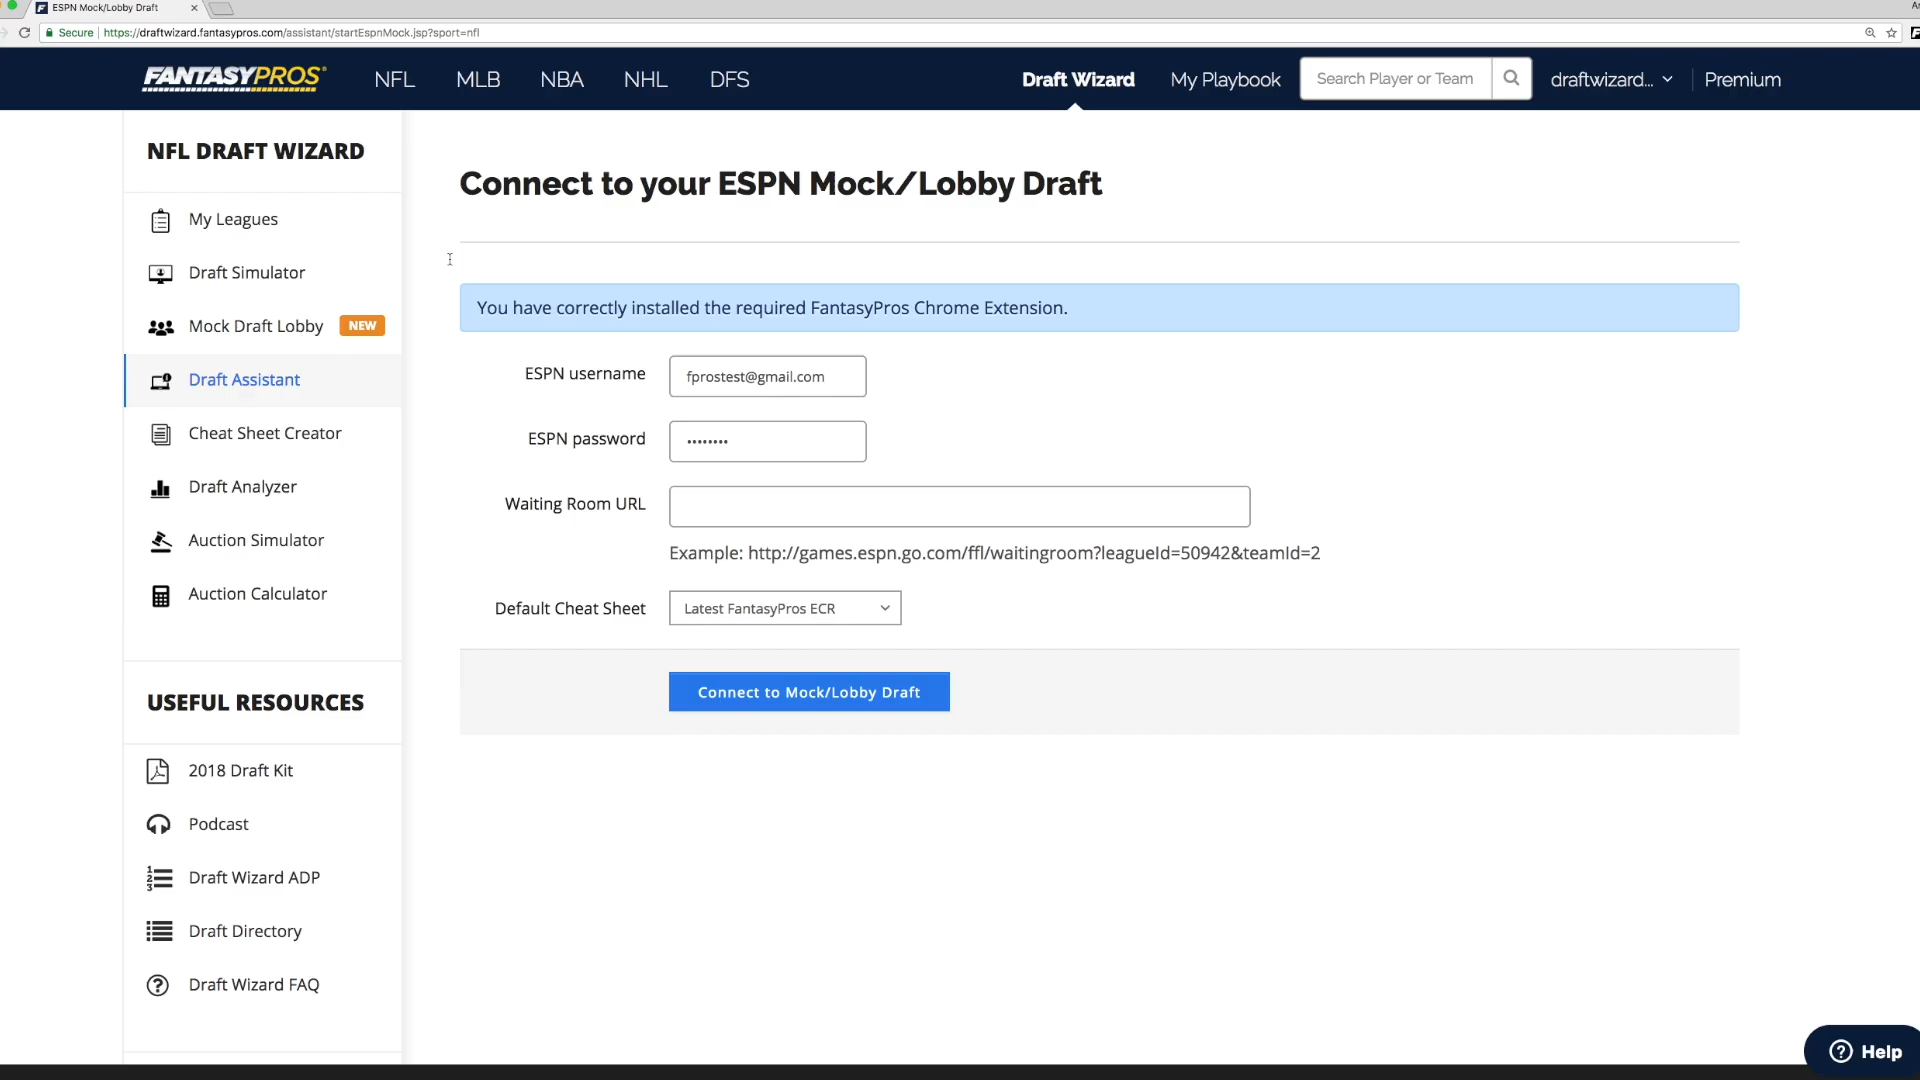 ESPN Mock/Lobby Draft
Secure | https://draftwizard.fantasypros.com/assistant/startEspnMock.jsp?sport=nfl
FANTASYPROS NFL MLB NBA NHL DFS Draft Wizard My Playbook Search Player or Team draftwizard... Premium
NFL DRAFT WIZARD
My Leagues
Draft Simulator
Mock Draft Lobby NEW
Draft Assistant
Cheat Sheet Creator
Draft Analyzer
Auction Simulator
Auction Calculator
USEFUL RESOURCES
2018 Draft Kit
Podcast
Draft Wizard ADP
Draft Directory
Draft Wizard FAQ
Connect to your ESPN Mock/Lobby Draft
You have correctly installed the required FantasyPros Chrome Extension.
ESPN username fprostest@gmail.com
ESPN password ••••••••
Waiting Room URL
Example: http://games.espn.go.com/ffl/waitingroom?leagueId=50942&teamId=2
Default Cheat Sheet Latest FantasyPros ECR
Connect to Mock/Lobby Draft
Help